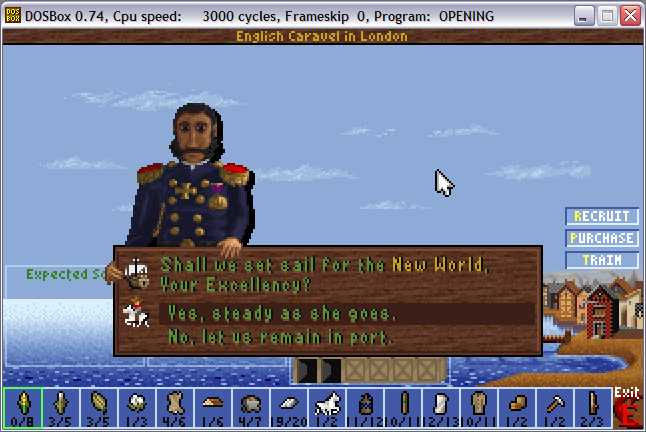 DOSBox 0.74, Cpu speed: 3000 cycles, Frameskip 0, Program: OPENING
English Caravel in London
RECRUIT
PURCHASE
TRAIN
Expected So
Shall we set sail for the New World,
Your Excellency?
Yes, steady as she goes.
No, let us remain in port.
Exit
E
0/8 3/5 3/5 1/3 2/6 1/6 4/7 19/20 1/2 11/12 10/11 12/13 10/11 1/2 1/2 2/3